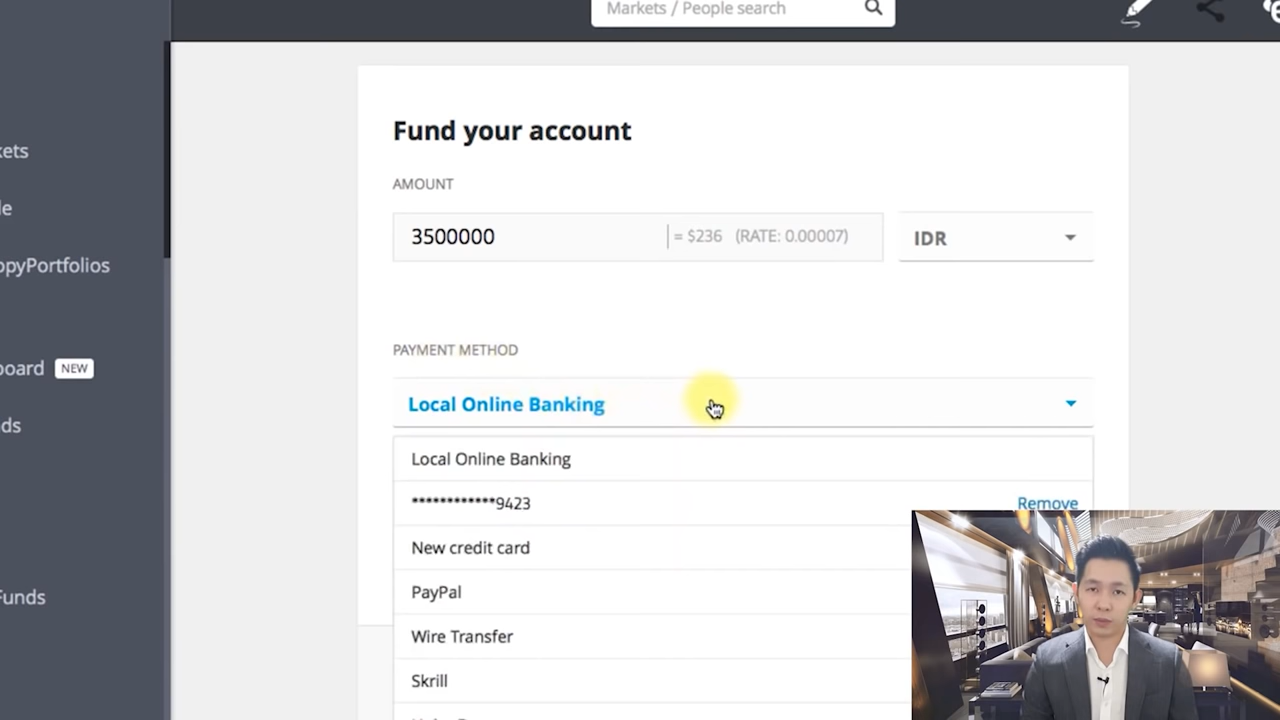 Markets / People search
Fund your account
AMOUNT
3500000
= $236 (RATE: 0.00007)
IDR
PAYMENT METHOD
Local Online Banking
Local Online Banking
************9423
Remove
New credit card
PayPal
Wire Transfer
Skrill
kets
le
opyPortfolios
board NEW
ds
Funds